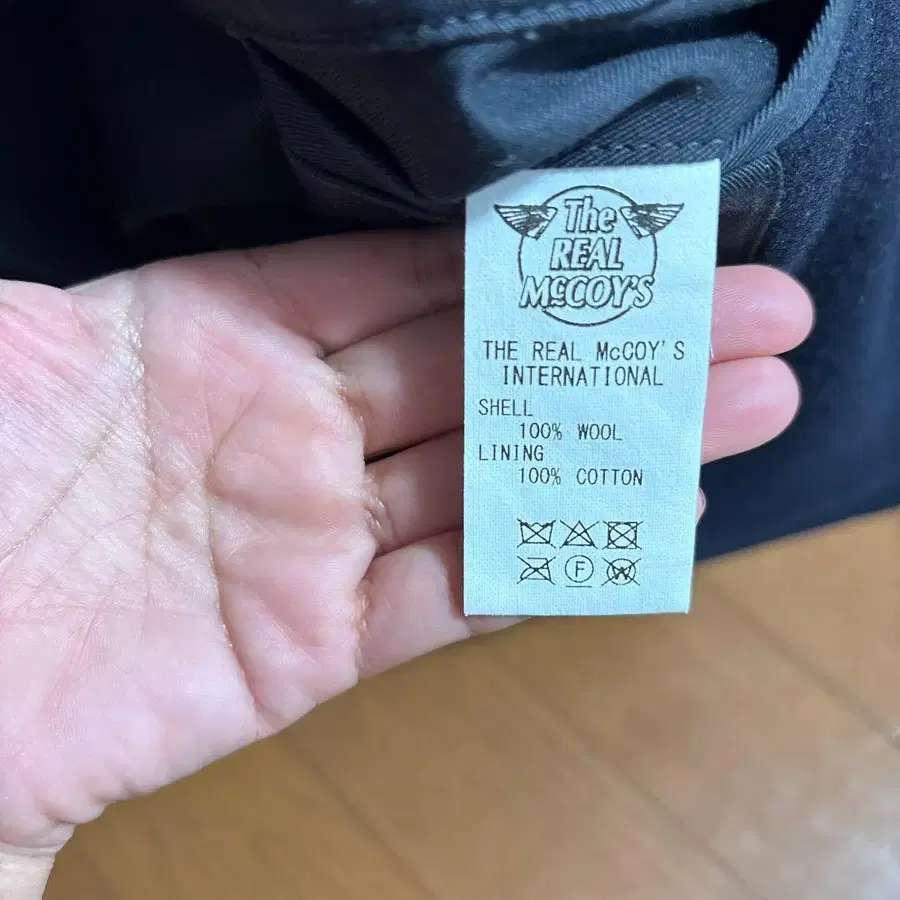 The
REAL
McCOY'S
THE REAL McCOY'S
INTERNATIONAL
SHELL
100% WOOL
LINING
100% COTTON
F
W